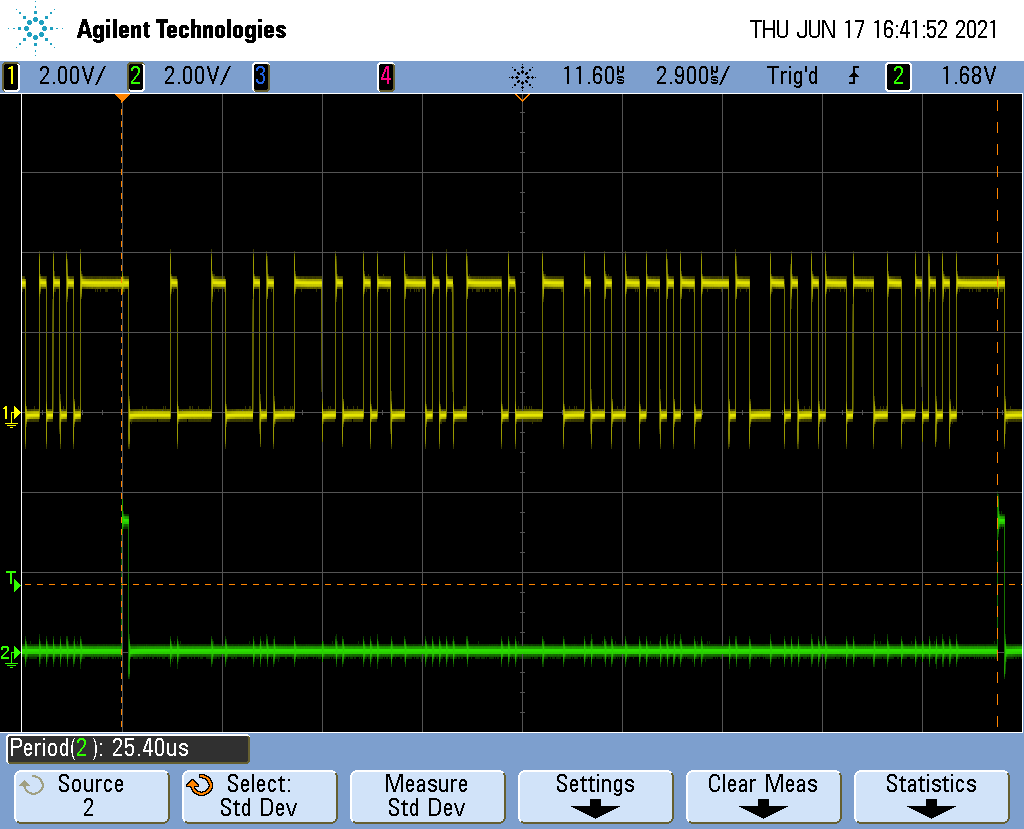 Agilent Technologies THU JUN 17 16:41:52 2021
1 2.00V/ 2 2.00V/ 3 4 11.60µs 2.900µs/ Trig'd 2 1.68V
1
T
2
Period(2): 25.40us
Source Select: Measure Settings Clear Meas Statistics
2 Std Dev Std Dev